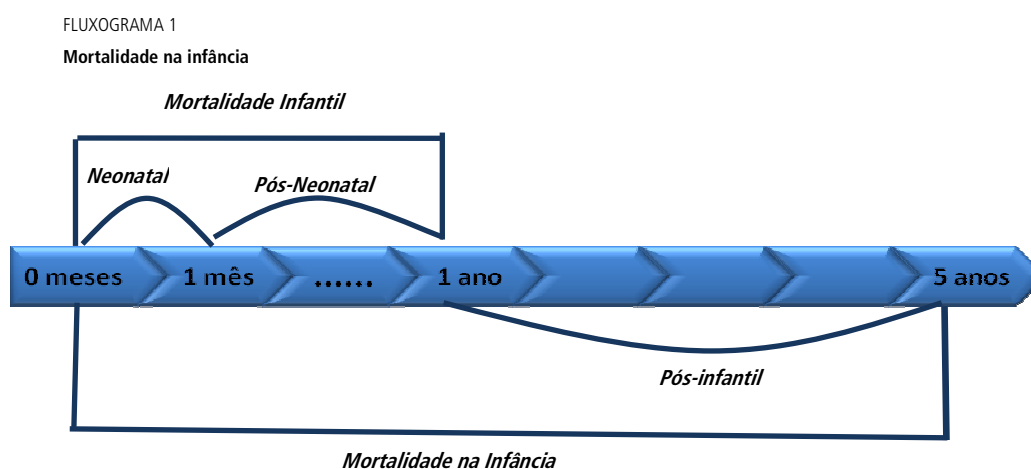 FLUXOGRAMA 1
Mortalidade na infância
Mortalidade Infantil
Neonatal
Pós-Neonatal
0 meses 1 mês ...... 1 ano 5 anos
Pós-infantil
Mortalidade na Infância